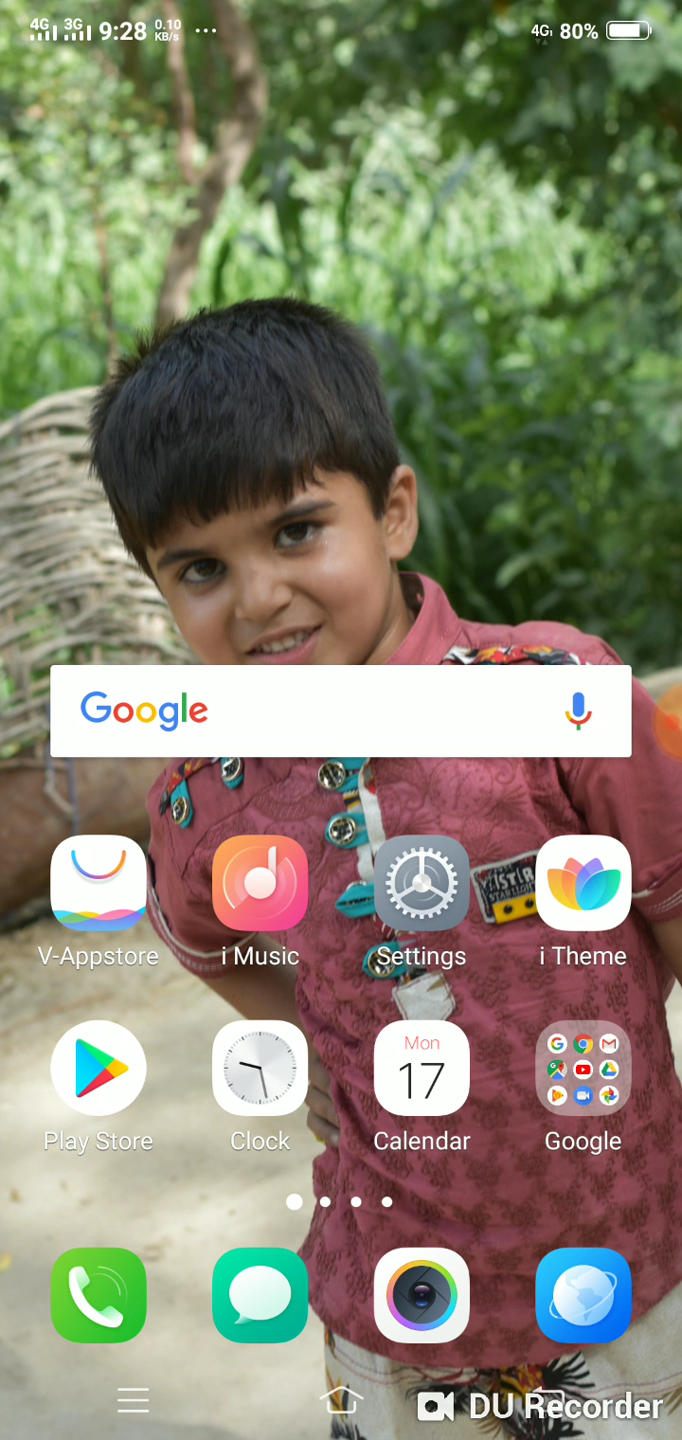 4G 3G 9:28 0.10 KB/s ... 4G 80%
Google
V-Appstore i Music Settings i Theme
Mon
17
Play Store Clock Calendar Google
DU Recorder